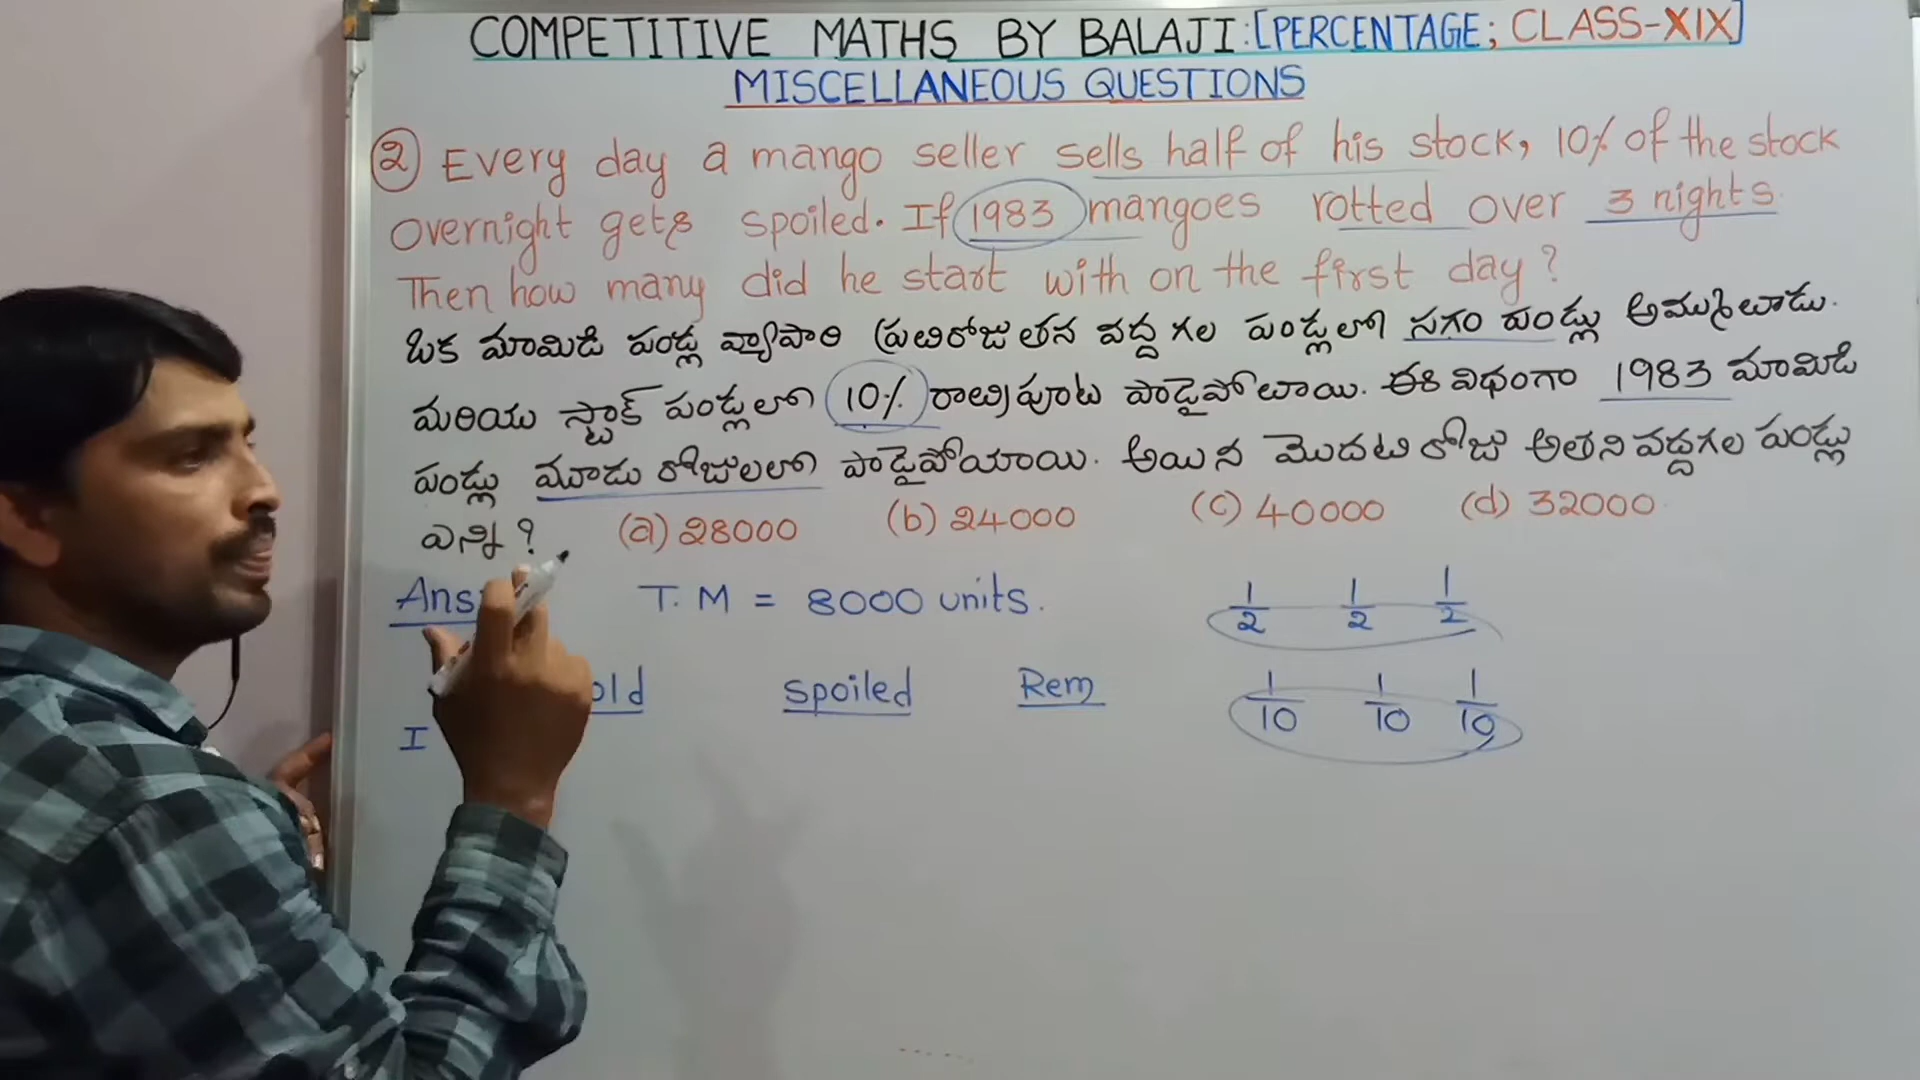 COMPETITIVE MATHS BY BALAJI:[PERCENTAGE; CLASS-XIX]
MISCELLANEOUS QUESTIONS
② Every day a mango seller sells half of his stock, 10% of the stock
overnight gets spoiled. If 1983 mangoes rotted over 3 nights.
Then how many did he start with on the first day?
ఒక మామిడి పండ్ల వ్యాపారి ప్రతిరోజు తన వద్ద గల పండ్లలో సగం పండ్లు అమ్ముతాడు.
మరియు స్టాక్ పండ్లలో 10% రాత్రిపూట పాడైపోతాయి. ఈ విధంగా 1983 మామిడి
పండ్లు మూడు రోజులలో పాడైపోయాయి. అయిన మొదటి రోజు అతని వద్దగల పండ్లు
ఎన్ని? (a) 28000 (b) 24000 (c) 40000 (d) 32000
Ans T.M = 8000 units. 1/2 1/2 1/2
old spoiled Rem 1/10 1/10 1/10
I